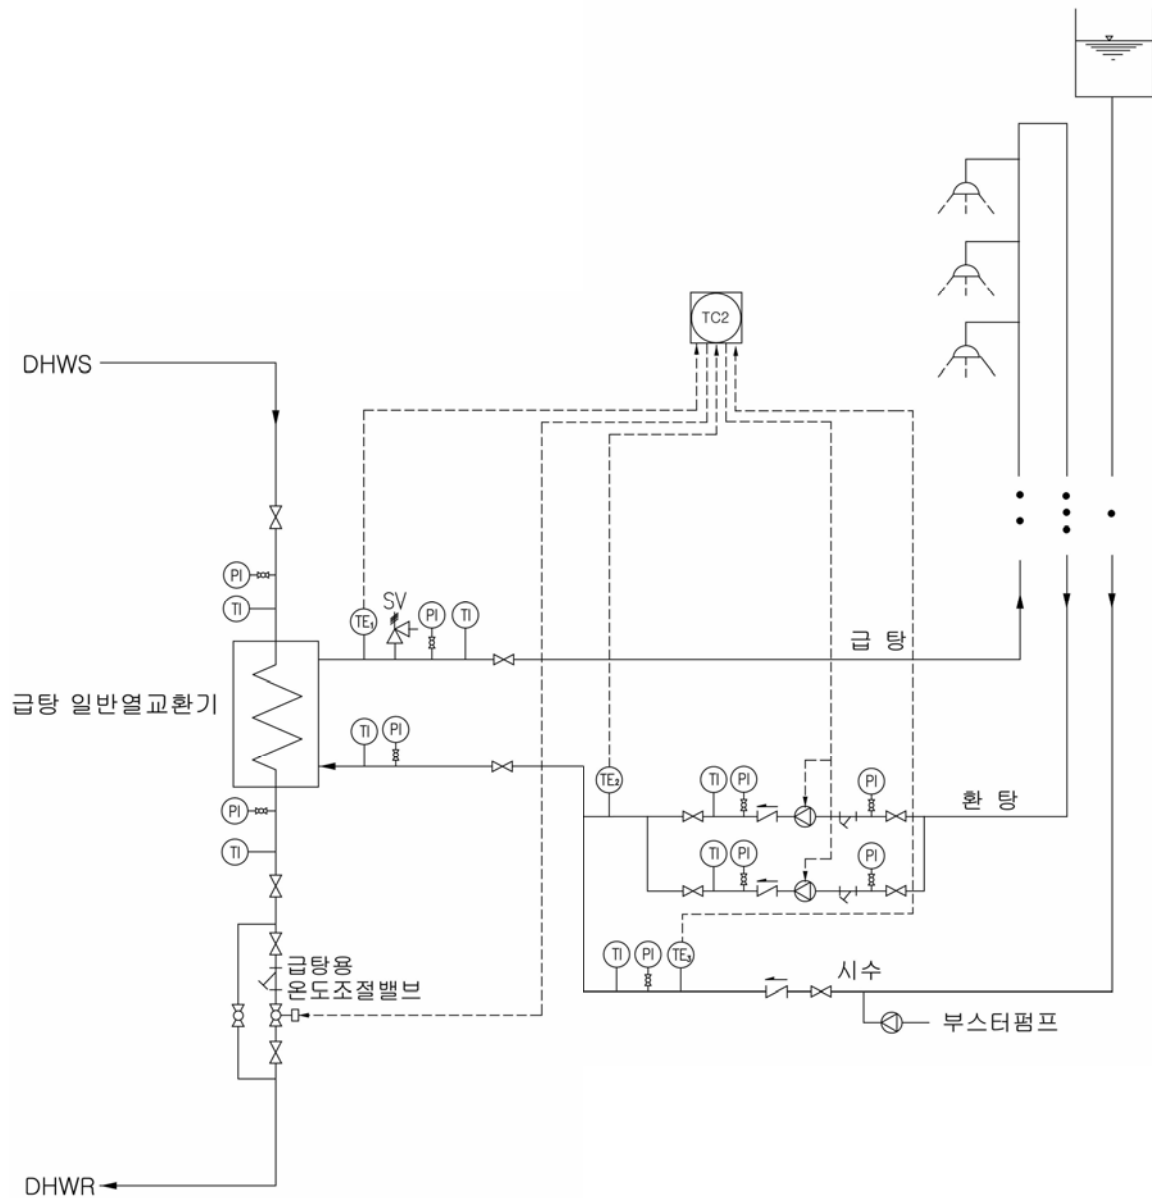 TC2
DHWS
PI
TI
TE1
SV
PI
TI
급 탕
급탕 일반열교환기
TI
PI
TE2
TI
PI
PI
환 탕
PI
TI
TI
PI
PI
TI
PI
TE3
시수
급탕용
온도조절밸브
부스터펌프
DHWR